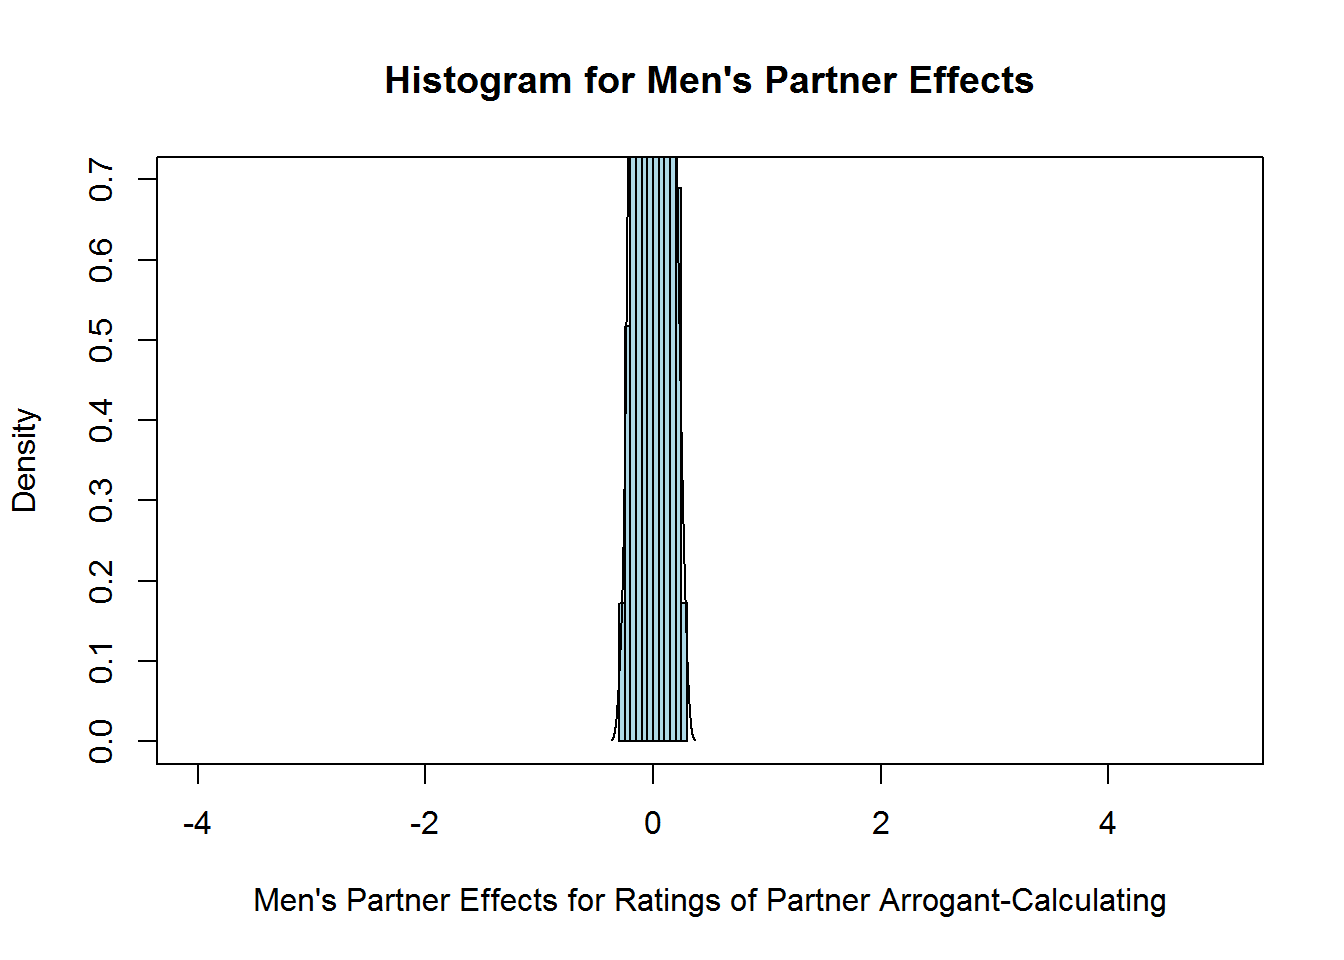 Histogram for Men's Partner Effects
0.7
0.6
0.5
0.4
0.3
0.2
0.1
0.0
Density
-4 -2 0 2 4
Men's Partner Effects for Ratings of Partner Arrogant-Calculating